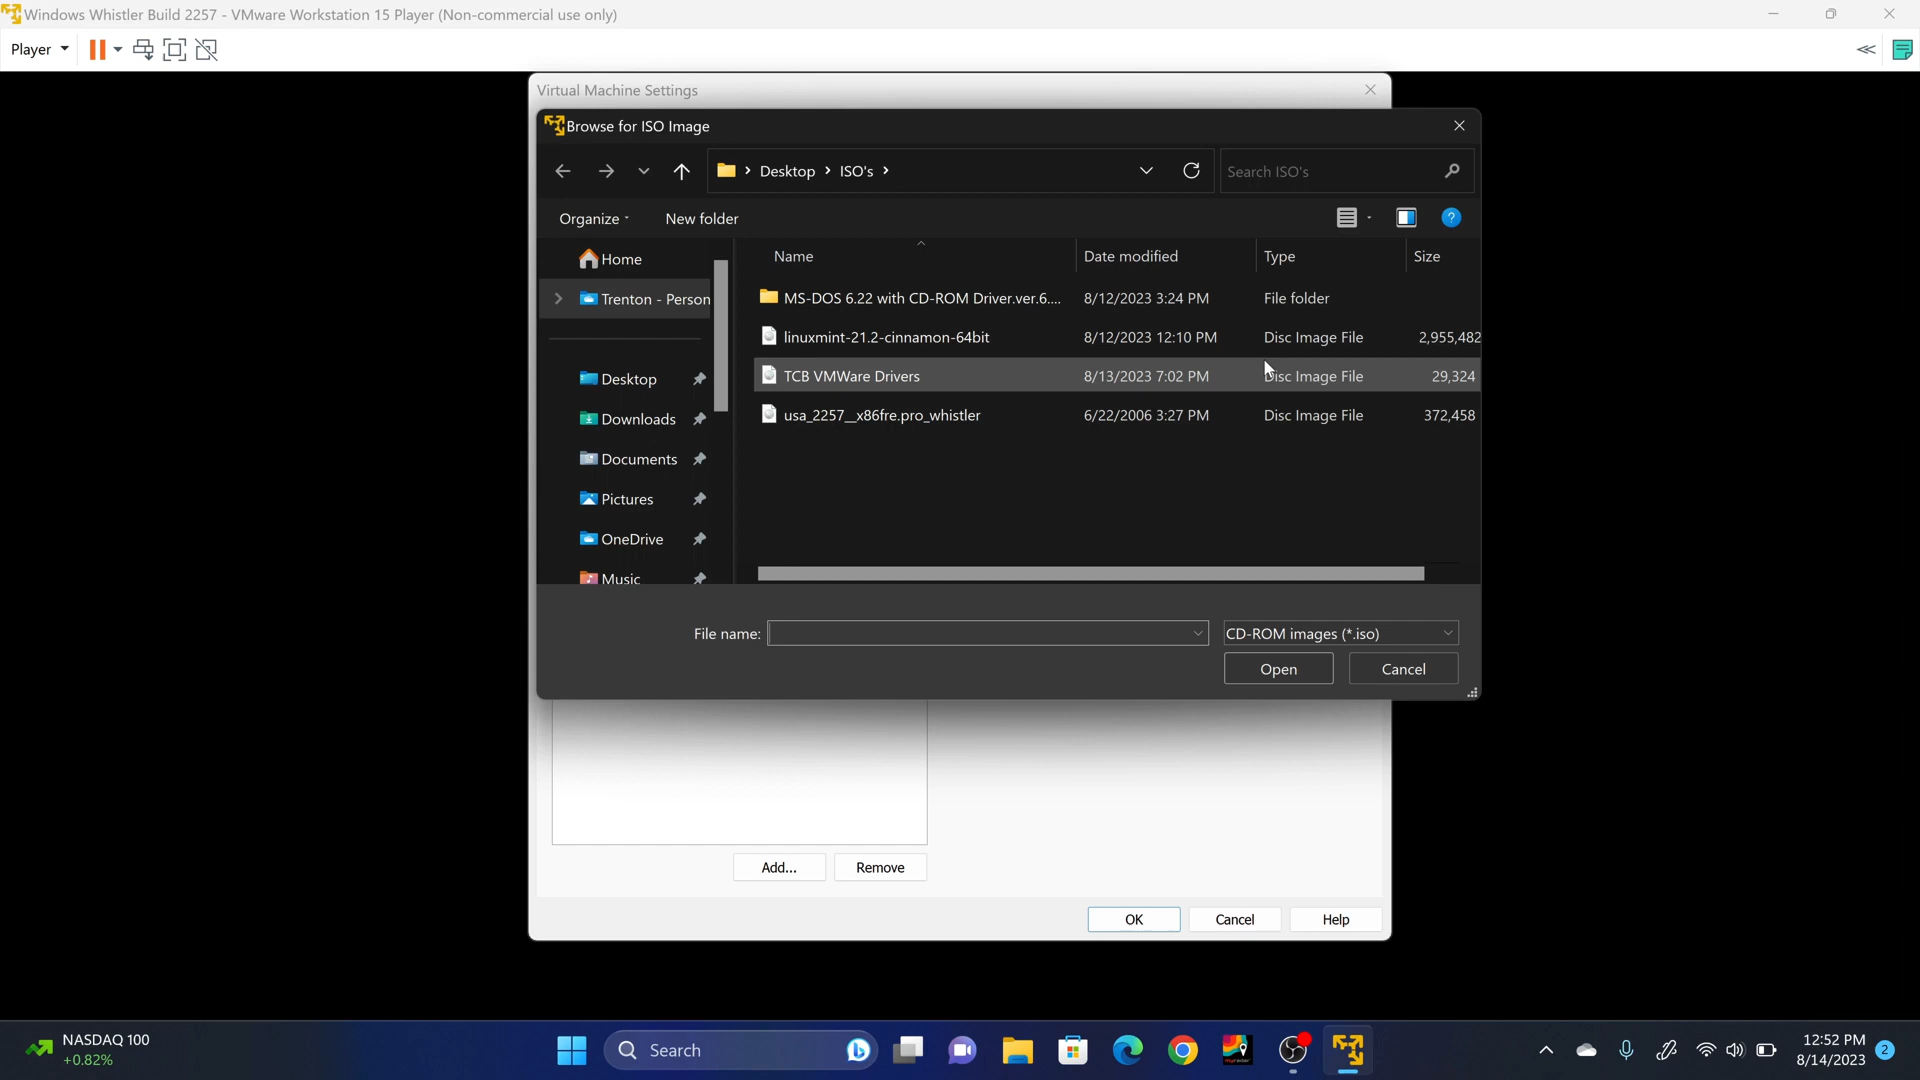 Windows Whistler Build 2257 - VMware Workstation 15 Player (Non-commercial use only)
Player
Virtual Machine Settings
Browse for ISO Image
Desktop › ISO's ›
Search ISO's
Organize
New folder
Name
Date modified
Type
Size
Home
Trenton - Person
Desktop
Downloads
Documents
Pictures
OneDrive
Music
MS-DOS 6.22 with CD-ROM Driver.ver.6.... 8/12/2023 3:24 PM File folder
linuxmint-21.2-cinnamon-64bit 8/12/2023 12:10 PM Disc Image File 2,955,482
TCB VMWare Drivers 8/13/2023 7:02 PM Disc Image File 29,324
usa_2257__x86fre.pro_whistler 6/22/2006 3:27 PM Disc Image File 372,458
File name:
CD-ROM images (*.iso)
Open
Cancel
Add...
Remove
OK
Cancel
Help
NASDAQ 100
+0.82%
Search
myradar
12:52 PM
8/14/2023
2